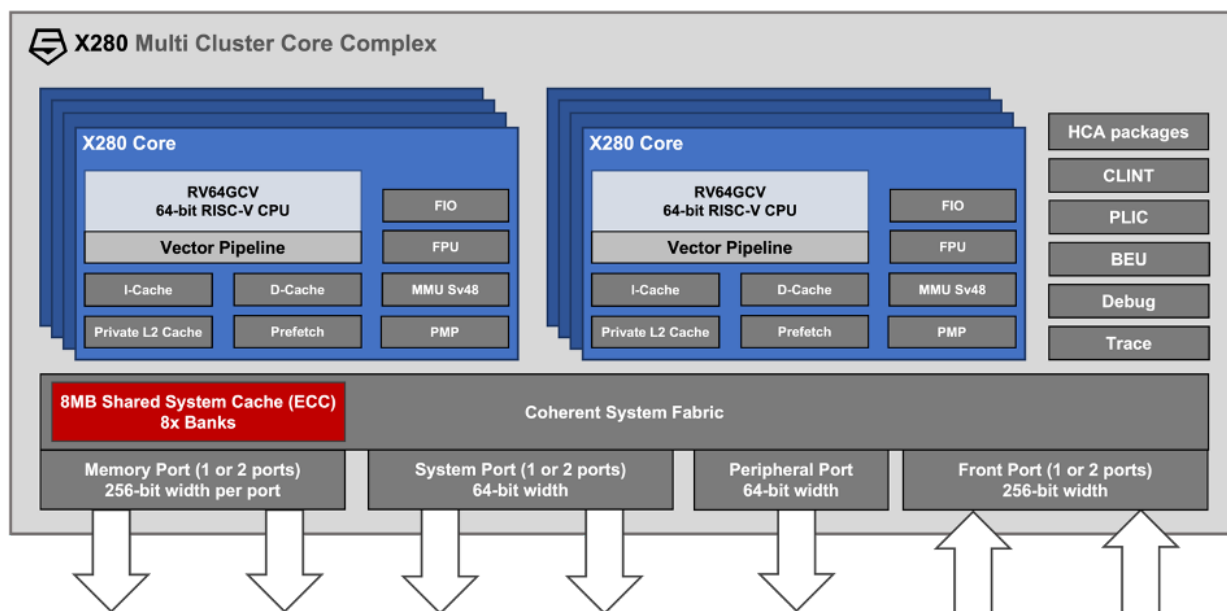 X280 Multi Cluster Core Complex
X280 Core
RV64GCV
64-bit RISC-V CPU
Vector Pipeline
FIO
FPU
I-Cache
D-Cache
MMU Sv48
Private L2 Cache
Prefetch
PMP
X280 Core
RV64GCV
64-bit RISC-V CPU
Vector Pipeline
FIO
FPU
I-Cache
D-Cache
MMU Sv48
Private L2 Cache
Prefetch
PMP
HCA packages
CLINT
PLIC
BEU
Debug
Trace
8MB Shared System Cache (ECC)
8x Banks
Coherent System Fabric
Memory Port (1 or 2 ports)
256-bit width per port
System Port (1 or 2 ports)
64-bit width
Peripheral Port
64-bit width
Front Port (1 or 2 ports)
256-bit width